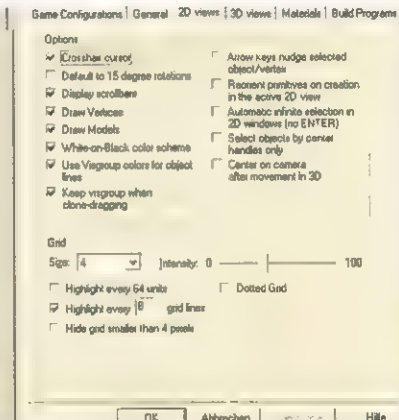 Game Configurations | General | 2D views | 3D views | Materials | Build Programs
Options
Crosshair cursor
Default to 15 degree rotations
Display scrollbars
Draw Vertices
Draw Models
White-on-Black color scheme
Use Visgroup colors for object
lines
Keep visgroup when
clone-dragging
Arrow keys nudge selected
object/vertex
Reorient primitives on creation
in the active 2D view
Automatic infinite selection in
2D windows (no ENTER)
Select objects by center
handles only
Center on camera
after movement in 3D
Grid
Size: 4 Intensity: 0 100
Highlight every 64 units
Dotted Grid
Highlight every 8 grid lines
Hide grid smaller than 4 pixels
OK Abbrechen Hilfe